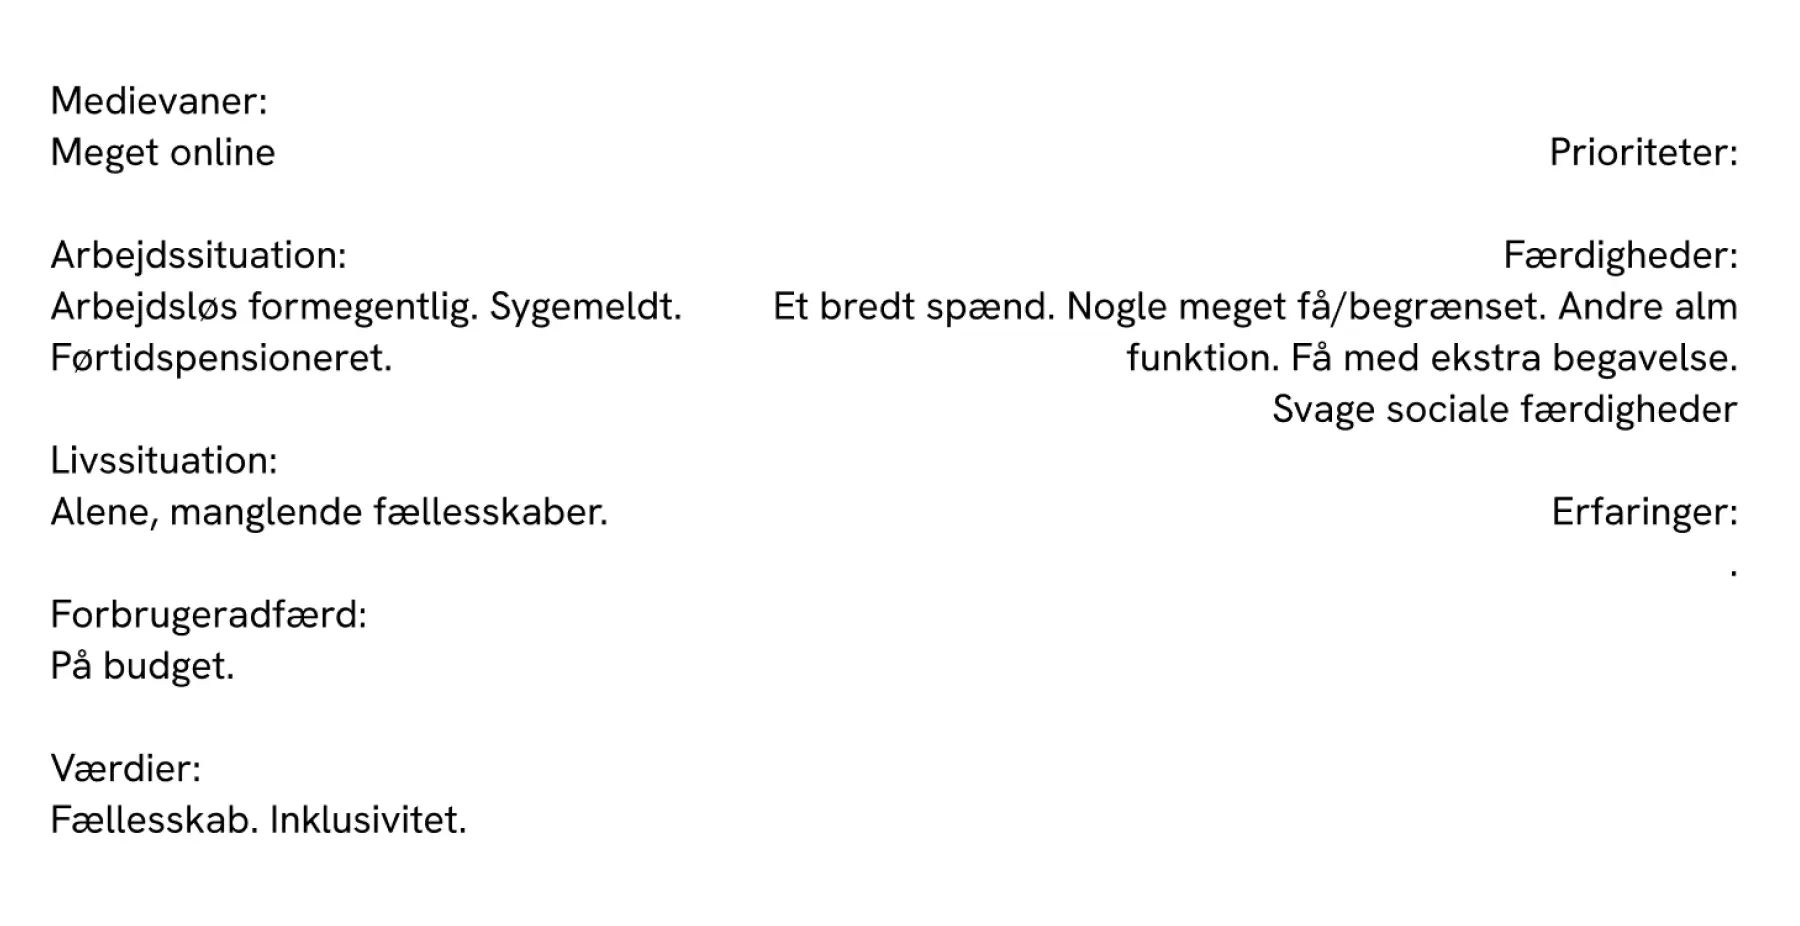 Medievaner:
Meget online
Arbejdssituation:
Arbejdsløs formegentlig. Sygemeldt.
Førtidspensioneret.
Livssituation:
Alene, manglende fællesskaber.
Forbrugeradfærd:
På budget.
Værdier:
Fællesskab. Inklusivitet.
Prioriteter:
Færdigheder:
Et bredt spænd. Nogle meget få/begrænset. Andre alm
funktion. Få med ekstra begavelse.
Svage sociale færdigheder
Erfaringer:
.